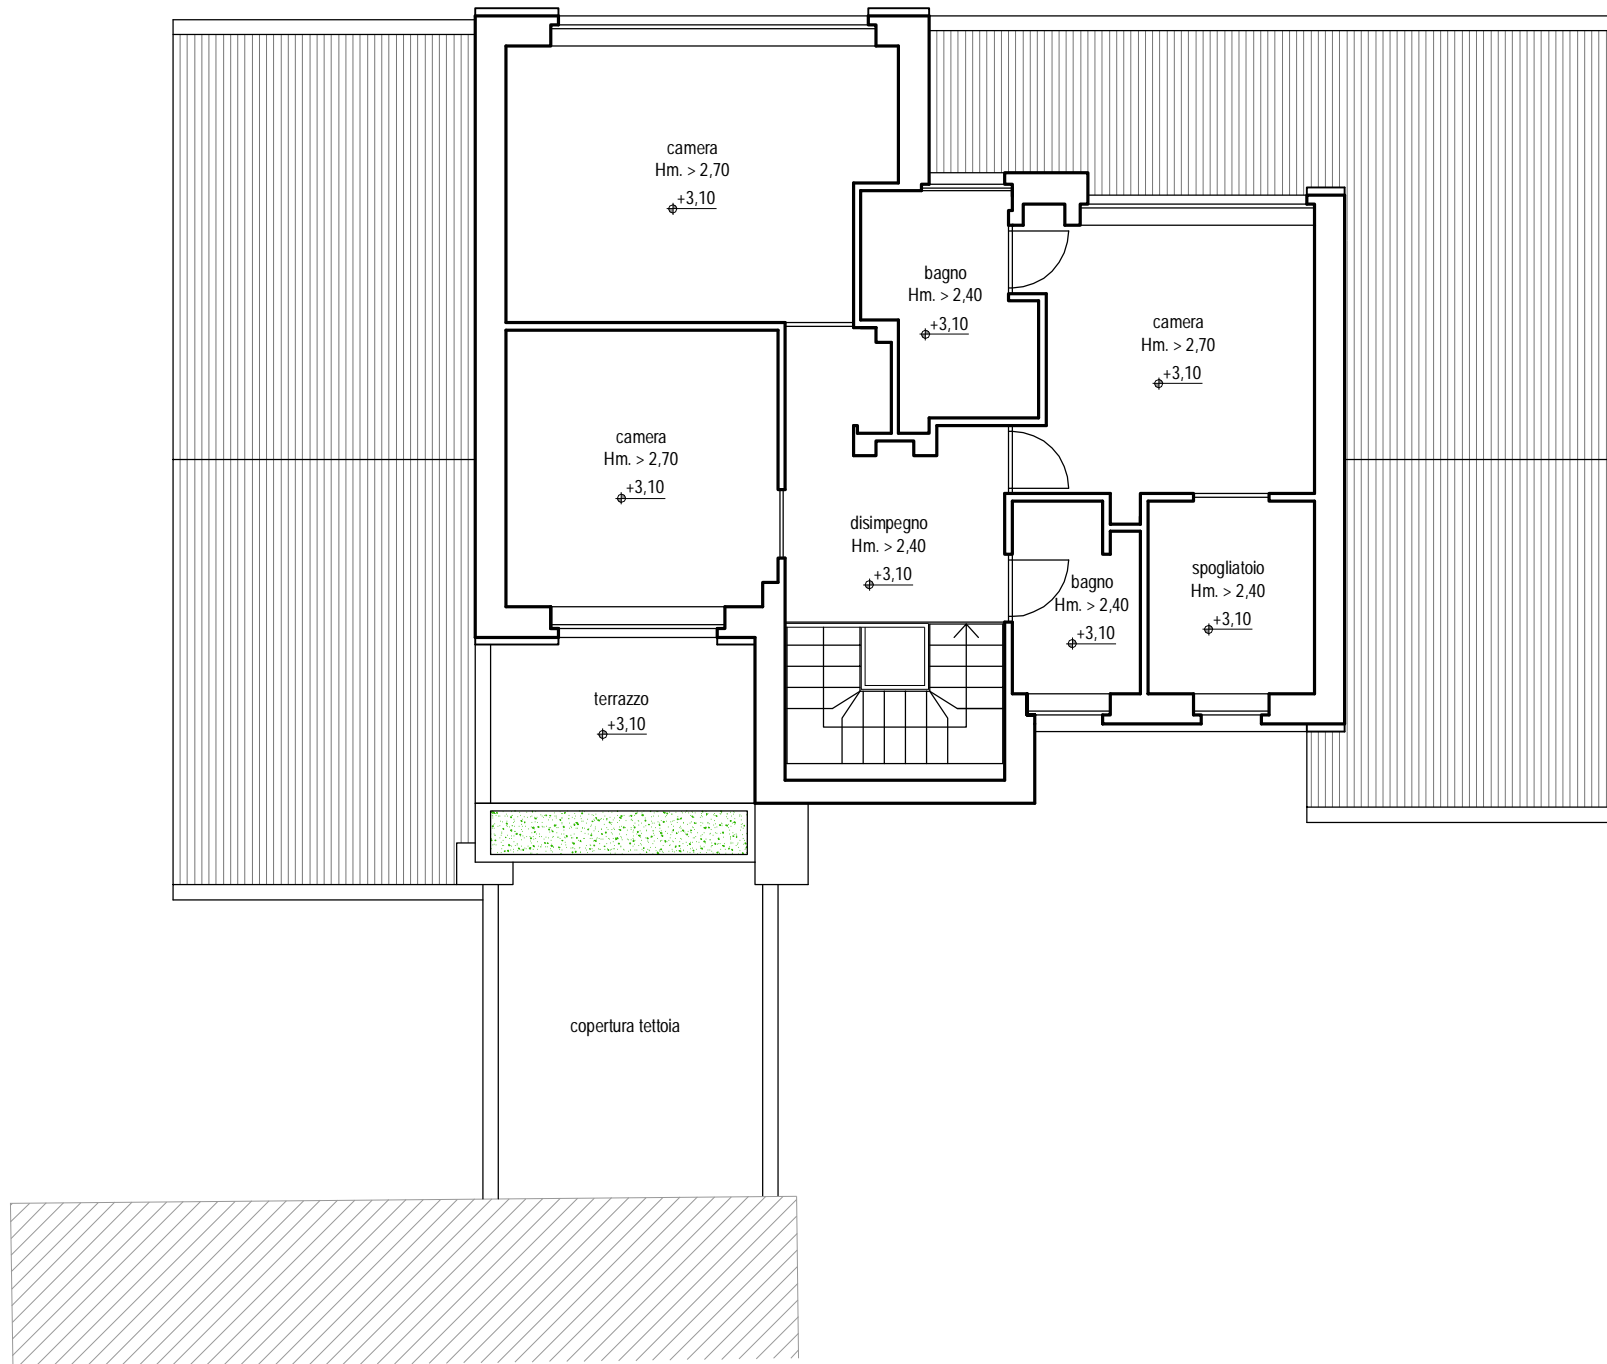 camera
Hm. > 2,70
+3,10
bagno
Hm. > 2,40
+3,10
camera
Hm. > 2,70
+3,10
camera
Hm. > 2,70
+3,10
disimpegno
Hm. > 2,40
+3,10
bagno
Hm. > 2,40
+3,10
spogliatoio
Hm. > 2,40
+3,10
terrazzo
+3,10
copertura tettoia